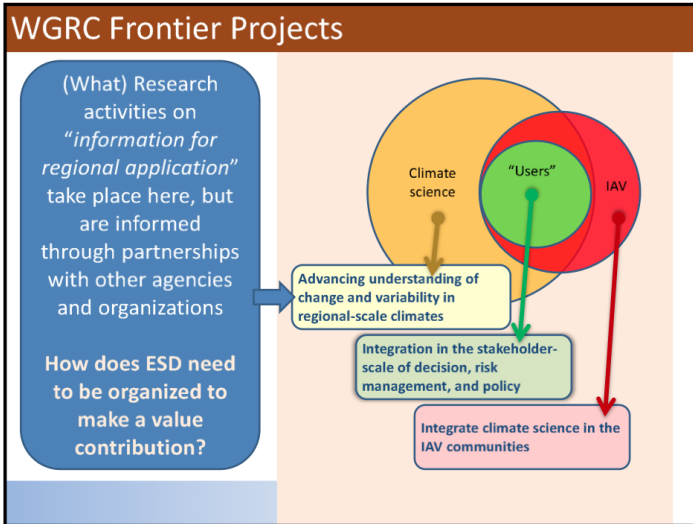 WGRC Frontier Projects
(What) Research
activities on
“information for
regional application”
take place here, but
are informed
through partnerships
with other agencies
and organizations
How does ESD need
to be organized to
make a value
contribution?
Climate
science
“Users”
IAV
Advancing understanding of
change and variability in
regional-scale climates
Integration in the stakeholder-
scale of decision, risk
management, and policy
Integrate climate science in the
IAV communities